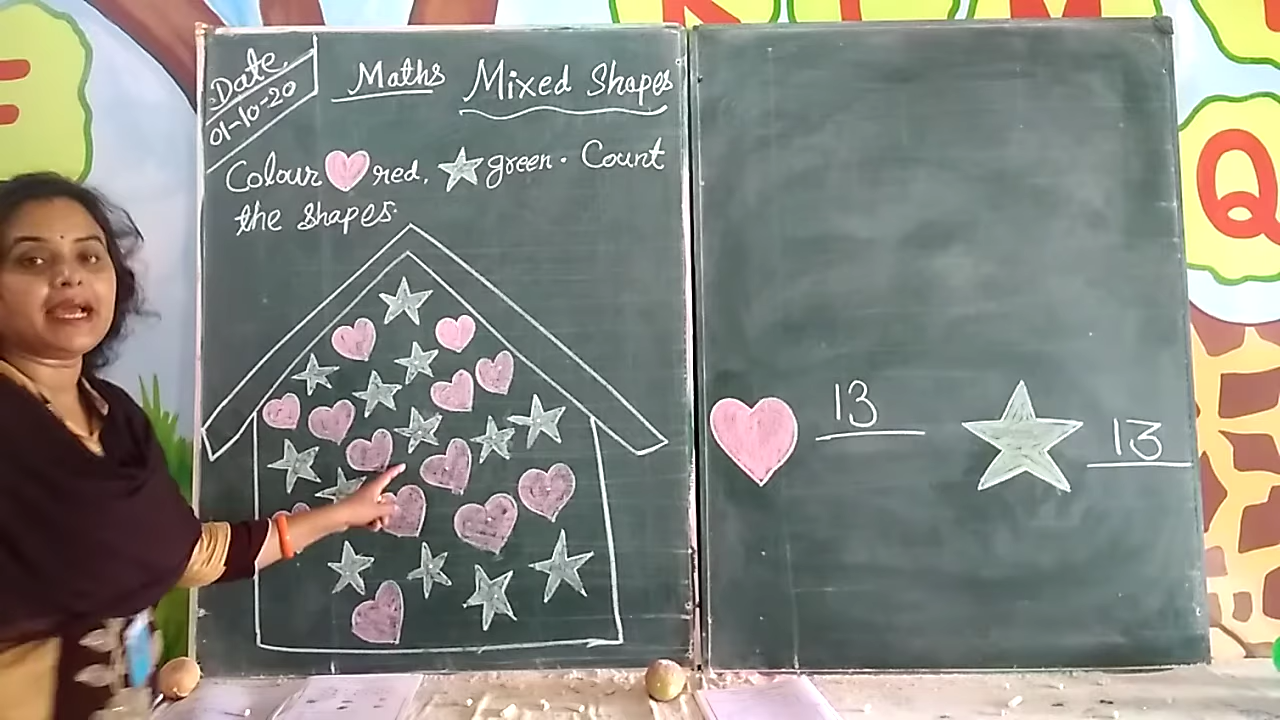 Date
01-10-20
Maths Mixed Shapes
Colour red, green. Count
the shapes.
13
13
F
K L M
Q